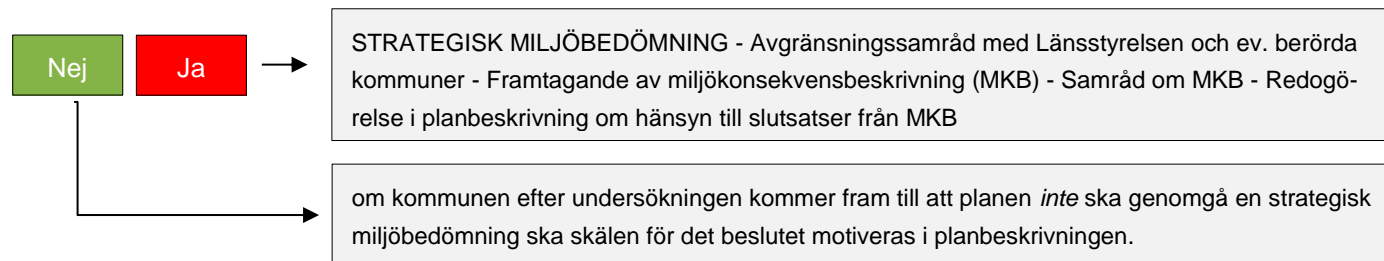 Nej
Ja
STRATEGISK MILJÖBEDÖMNING - Avgränsningssamråd med Länsstyrelsen och ev. berörda
kommuner - Framtagande av miljökonsekvensbeskrivning (MKB) - Samråd om MKB - Redogö-
relse i planbeskrivning om hänsyn till slutsatser från MKB
om kommunen efter undersökningen kommer fram till att planen inte ska genomgå en strategisk
miljöbedömning ska skälen för det beslutet motiveras i planbeskrivningen.